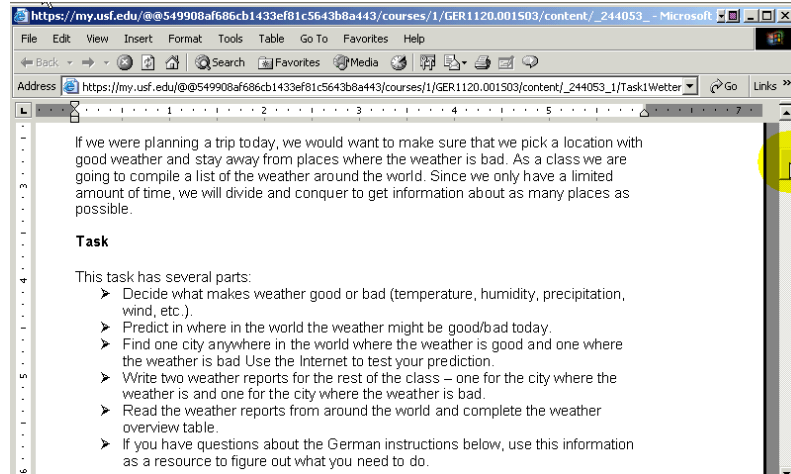 https://my.usf.edu/@@549908af686cb1433ef81c5643b8a443/courses/1/GER1120.001S03/content/_244053_ - Microsoft
File Edit View Insert Format Tools Table Go To Favorites Help
Back Search Favorites Media
Address https://my.usf.edu/@@549908af686cb1433ef81c5643b8a443/courses/1/GER1120.001S03/content/_244053_1/Task1Wetter Go Links »
L 1 2 3 4 5 7
If we were planning a trip today, we would want to make sure that we pick a location with
good weather and stay away from places where the weather is bad. As a class we are
going to compile a list of the weather around the world. Since we only have a limited
3
amount of time, we will divide and conquer to get information about as many places as
possible.
Task
4
This task has several parts:
➤ Decide what makes weather good or bad (temperature, humidity, precipitation,
wind, etc.).
➤ Predict in where in the world the weather might be good/bad today.
➤ Find one city anywhere in the world where the weather is good and one where
the weather is bad Use the Internet to test your prediction.
5
➤ Write two weather reports for the rest of the class – one for the city where the
weather is and one for the city where the weather is bad.
➤ Read the weather reports from around the world and complete the weather
overview table.
➤ If you have questions about the German instructions below, use this information
as a resource to figure out what you need to do.
6